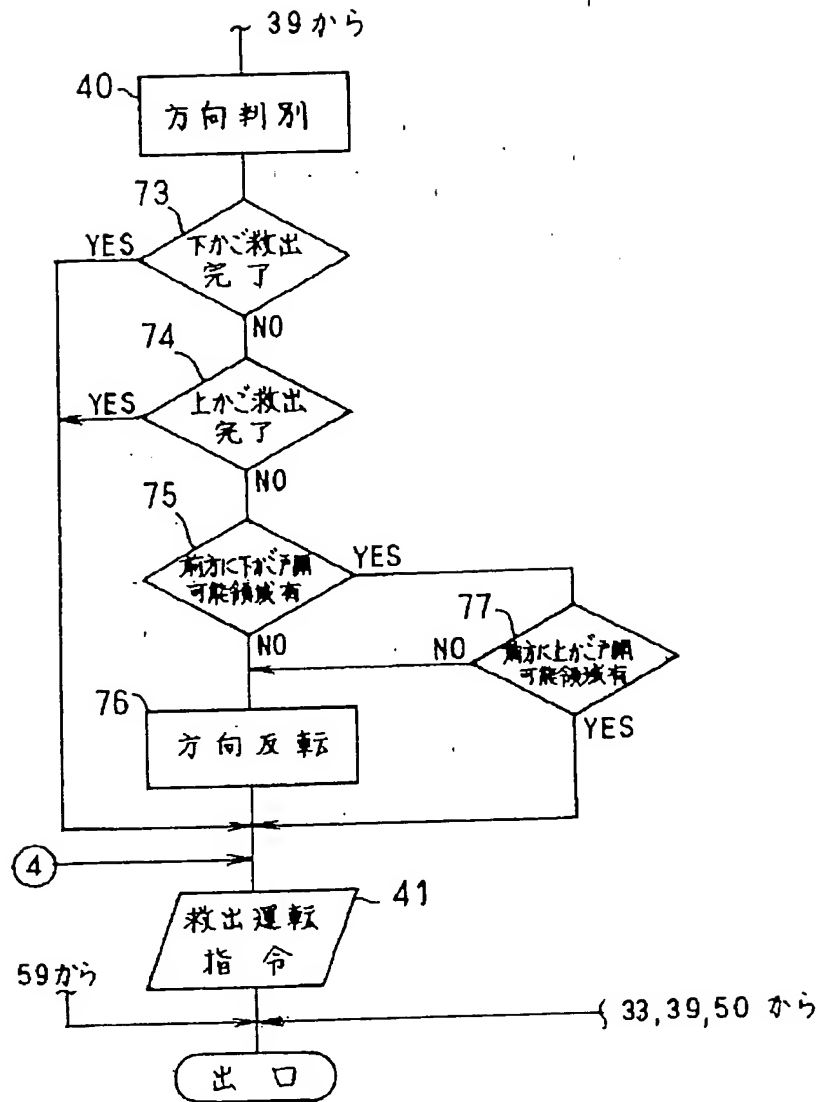 39から
40
方向判別
73
YES
下かご救出
完了
NO
74
YES
上かご救出
完了
NO
75
YES
前方に下かご戸開
可能領域有
77
NO
NO
前方に上かご戸開
可能領域有
76
YES
方向反転
4
41
救出運転
指令
59から
33,39,50 から
出口